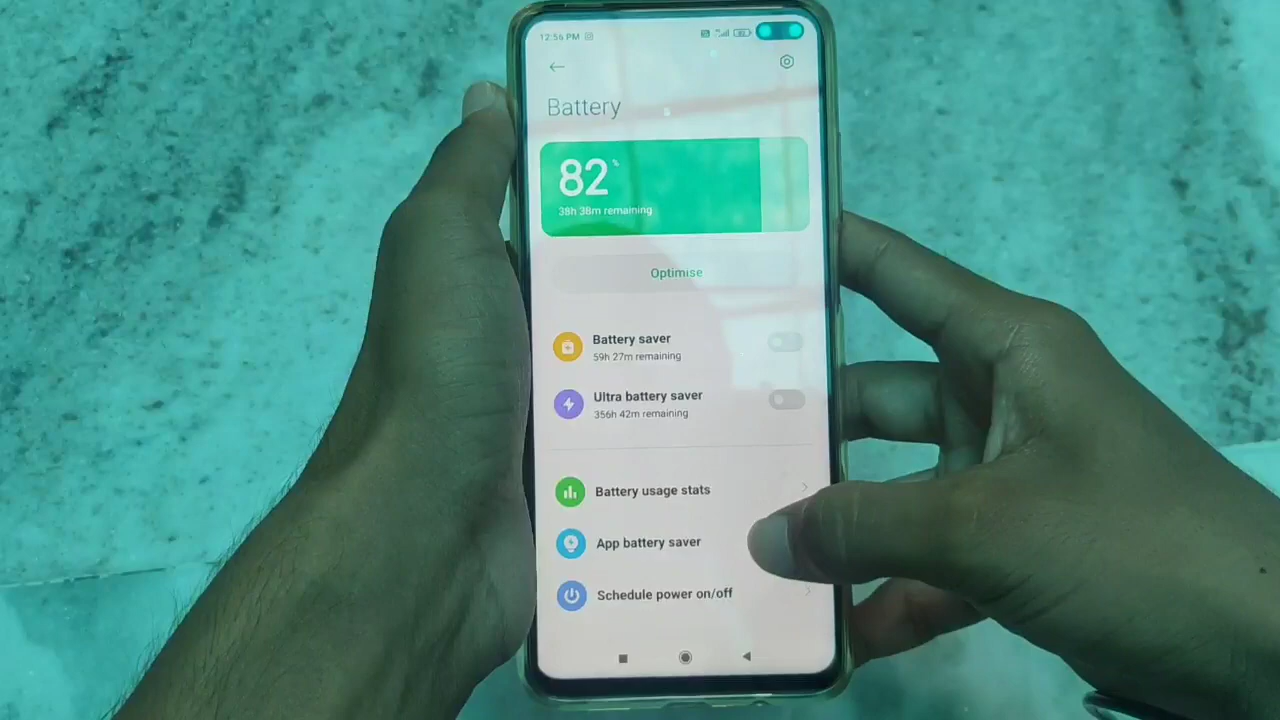 12:56 PM
Battery
82%
38h 38m remaining
Optimise
Battery saver
59h 27m remaining
Ultra battery saver
356h 42m remaining
Battery usage stats
App battery saver
Schedule power on/off